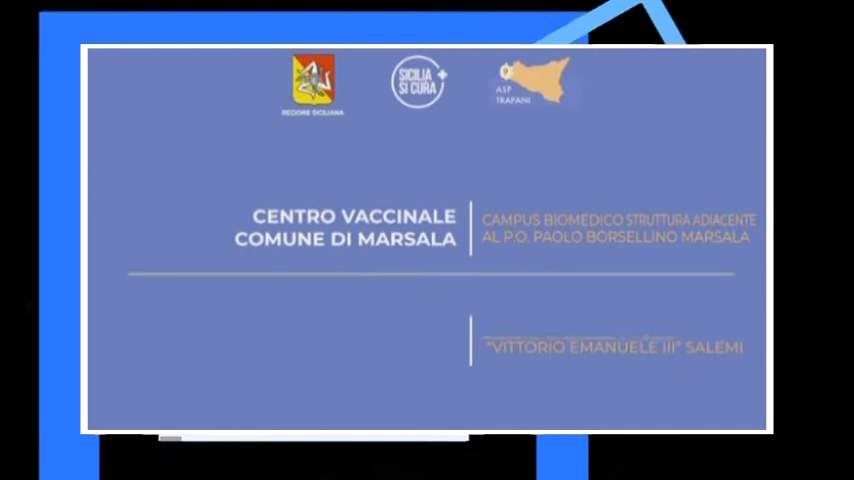 REGIONE SICILIANA
SICILIA
SI CURA
ASP
TRAPANI
CENTRO VACCINALE
COMUNE DI MARSALA
CAMPUS BIOMEDICO STRUTTURA ADIACENTE
AL P.O. PAOLO BORSELLINO MARSALA
"VITTORIO EMANUELE III" SALEMI